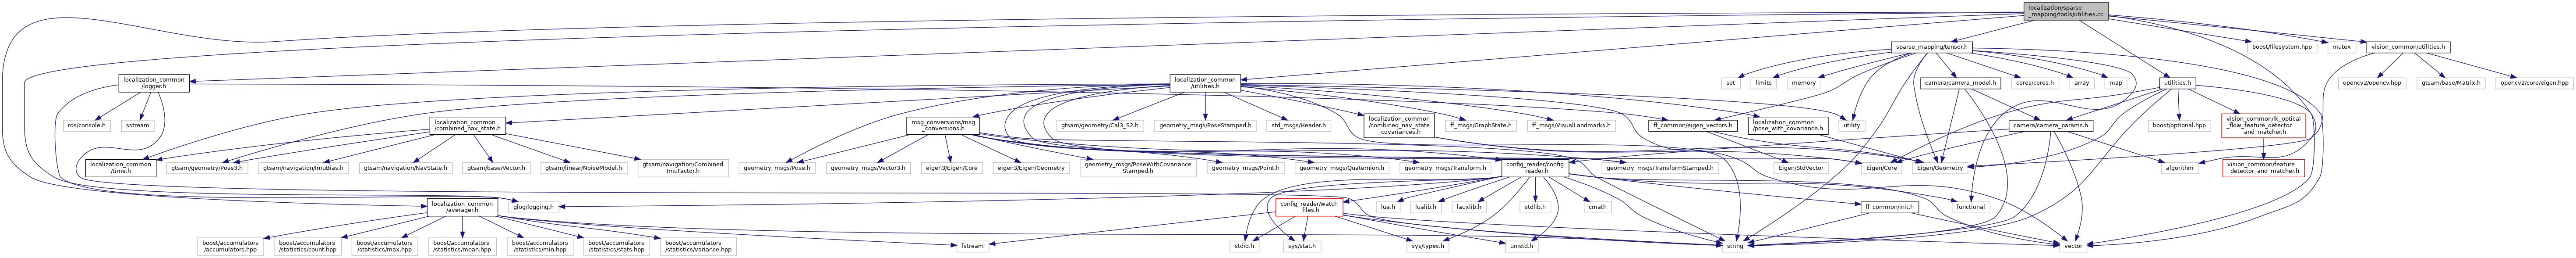 localization/sparse
_mapping/tools/utilities.cc
sparse_mapping/tensor.h
boost/filesystem.hpp
mutex
vision_common/utilities.h
localization_common
/logger.h
localization_common
/utilities.h
set
limits
memory
camera/camera_model.h
ceres/ceres.h
array
map
utilities.h
opencv2/opencv.hpp
gtsam/base/Matrix.h
opencv2/core/eigen.hpp
ros/console.h
sstream
localization_common
/combined_nav_state.h
msg_conversions/msg
_conversions.h
gtsam/geometry/Cal3_S2.h
geometry_msgs/PoseStamped.h
std_msgs/Header.h
localization_common
/combined_nav_state
_covariances.h
ff_msgs/GraphState.h
ff_msgs/VisualLandmarks.h
ff_common/eigen_vectors.h
localization_common
/pose_with_covariance.h
utility
camera/camera_params.h
boost/optional.hpp
vision_common/lk_optical
_flow_feature_detector
_and_matcher.h
localization_common
/time.h
gtsam/geometry/Pose3.h
gtsam/navigation/ImuBias.h
gtsam/navigation/NavState.h
gtsam/base/Vector.h
gtsam/linear/NoiseModel.h
gtsam/navigation/Combined
ImuFactor.h
geometry_msgs/Pose.h
geometry_msgs/Vector3.h
eigen3/Eigen/Core
eigen3/Eigen/Geometry
geometry_msgs/PoseWithCovariance
Stamped.h
geometry_msgs/Point.h
geometry_msgs/Quaternion.h
geometry_msgs/Transform.h
config_reader/config
_reader.h
geometry_msgs/TransformStamped.h
Eigen/StdVector
Eigen/Core
Eigen/Geometry
algorithm
vision_common/feature
_detector_and_matcher.h
localization_common
/averager.h
glog/logging.h
config_reader/watch
_files.h
lua.h
lualib.h
lauxlib.h
stdlib.h
cmath
ff_common/init.h
functional
boost/accumulators
/accumulators.hpp
boost/accumulators
/statistics/count.hpp
boost/accumulators
/statistics/max.hpp
boost/accumulators
/statistics/mean.hpp
boost/accumulators
/statistics/min.hpp
boost/accumulators
/statistics/stats.hpp
boost/accumulators
/statistics/variance.hpp
fstream
stdio.h
sys/stat.h
sys/types.h
unistd.h
string
vector